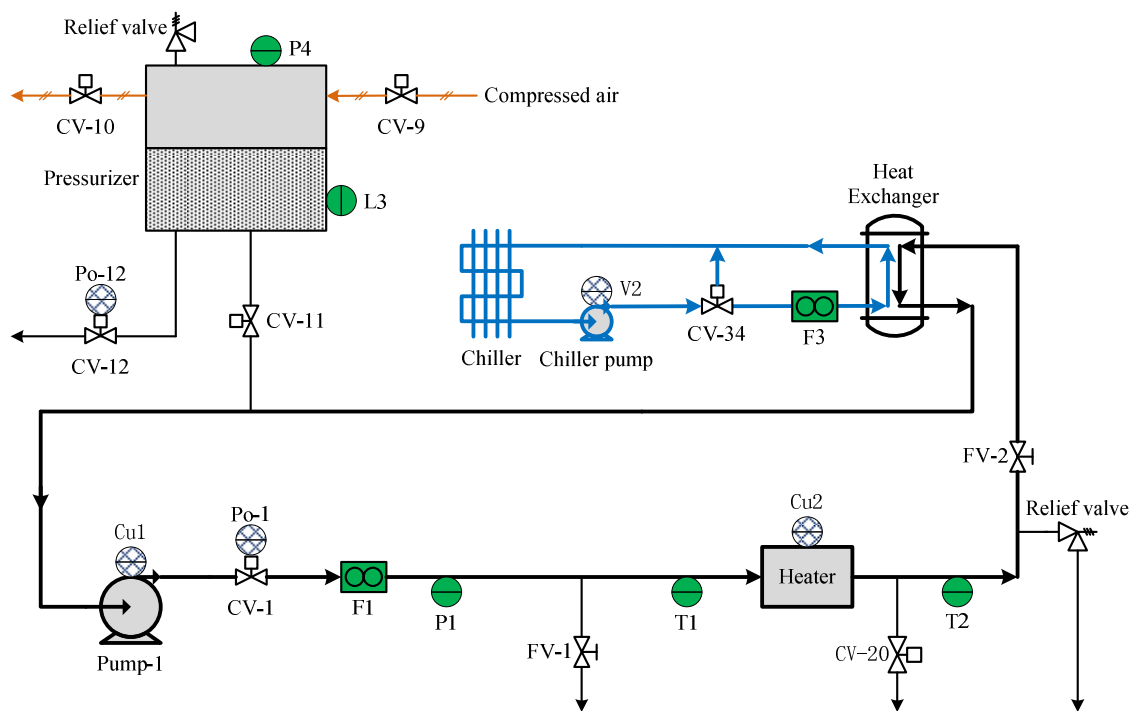 Relief valve
P4
CV-10
CV-9
Compressed air
Pressurizer
L3
Heat
Exchanger
Po-12
CV-12
CV-11
V2
Chiller
Chiller pump
CV-34
F3
FV-2
Cu1
Po-1
Cu2
Relief valve
Heater
CV-1
F1
P1
T1
T2
Pump-1
FV-1
CV-20